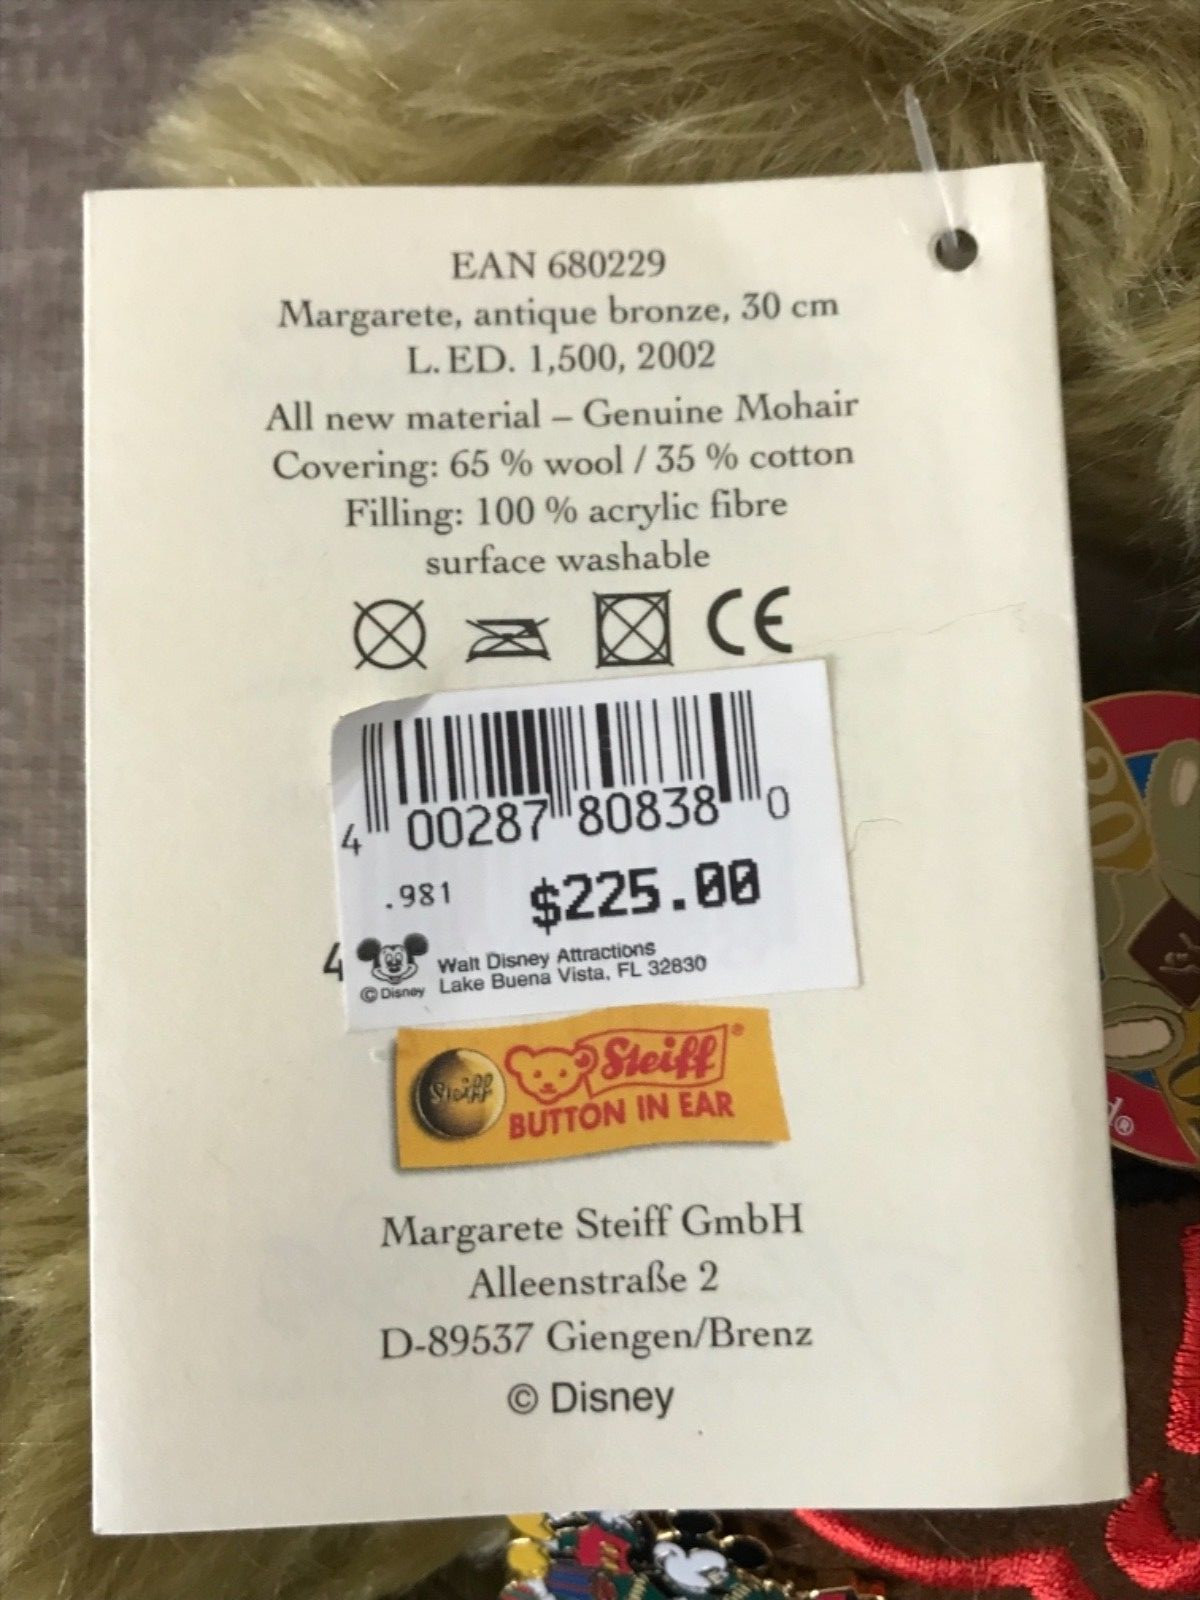 EAN 680229
Margarete, antique bronze, 30 cm
L. ED. 1,500, 2002
All new material – Genuine Mohair
Covering: 65 % wool / 35 % cotton
Filling: 100 % acrylic fibre
surface washable
CE
4 00287 80838 0
.981 $225.00
4
© Disney
Walt Disney Attractions
Lake Buena Vista, FL 32830
Steiff
Steiff®
BUTTON IN EAR
Margarete Steiff GmbH
Alleenstraße 2
D-89537 Giengen/Brenz
© Disney